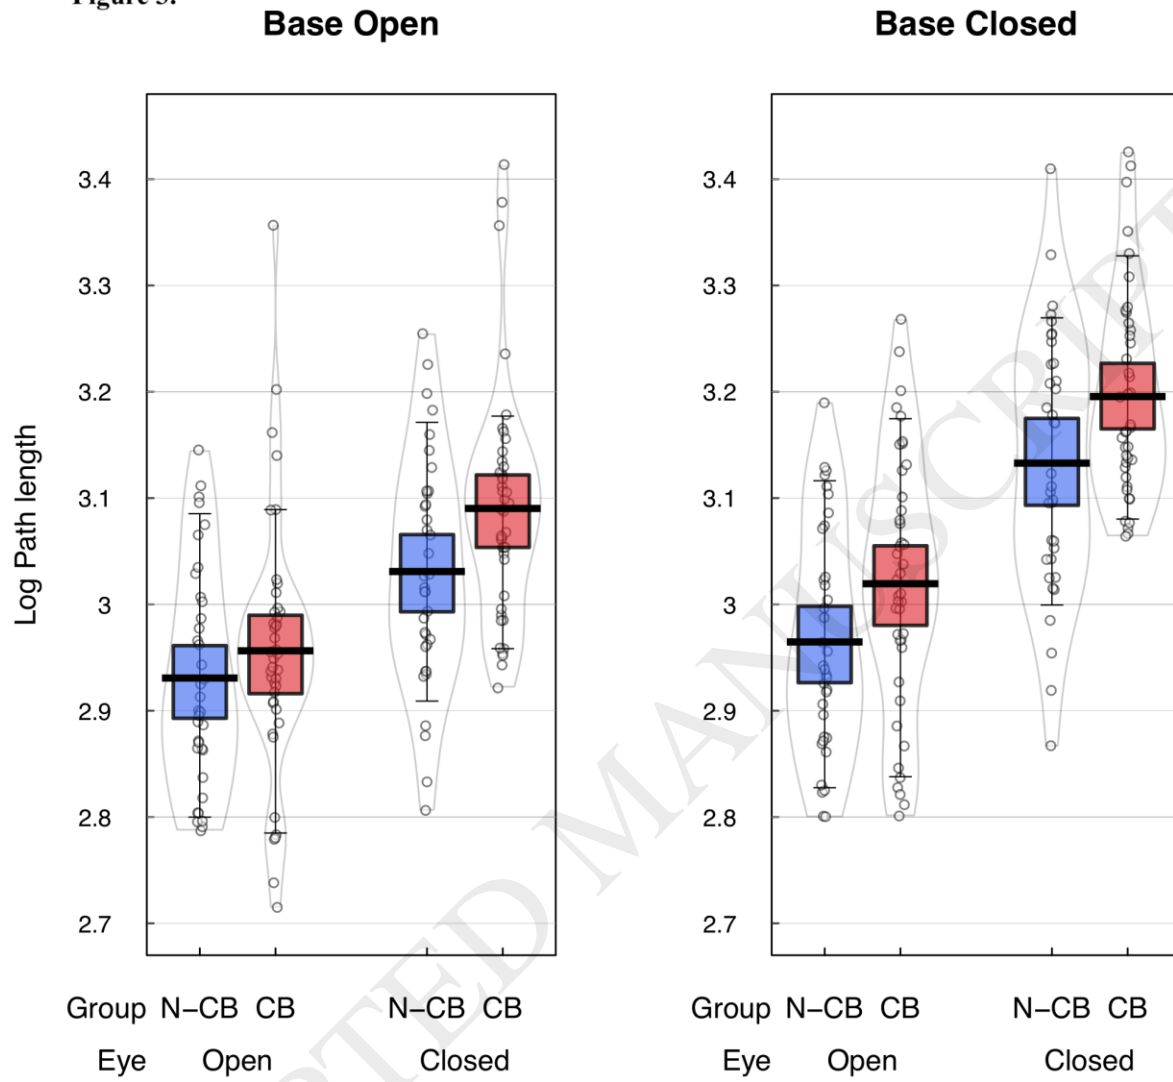 Figure 3.
Base Open
Base Closed
Log Path length
3.4
3.3
3.2
3.1
3
2.9
2.8
2.7
3.4
3.3
3.2
3.1
3
2.9
2.8
2.7
Group N−CB CB N−CB CB
Eye Open Closed
Group N−CB CB N−CB CB
Eye Open Closed
MANUSCRIPT